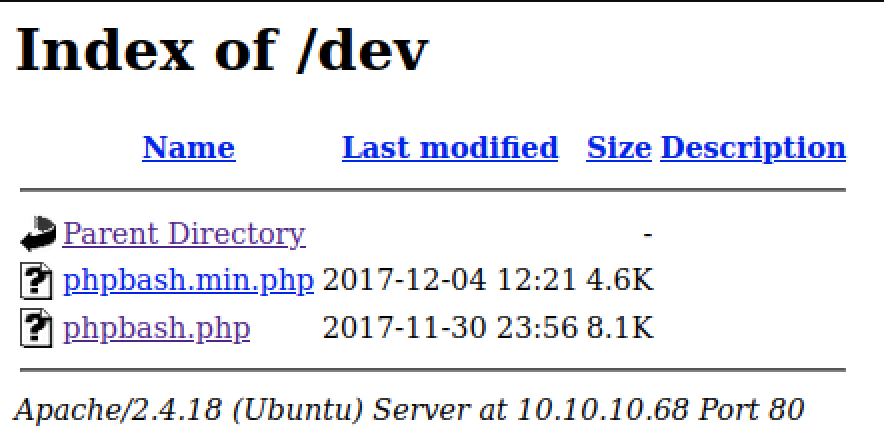 Index of /dev
Name Last modified Size Description
Parent Directory -
phpbash.min.php 2017-12-04 12:21 4.6K
phpbash.php 2017-11-30 23:56 8.1K
Apache/2.4.18 (Ubuntu) Server at 10.10.10.68 Port 80